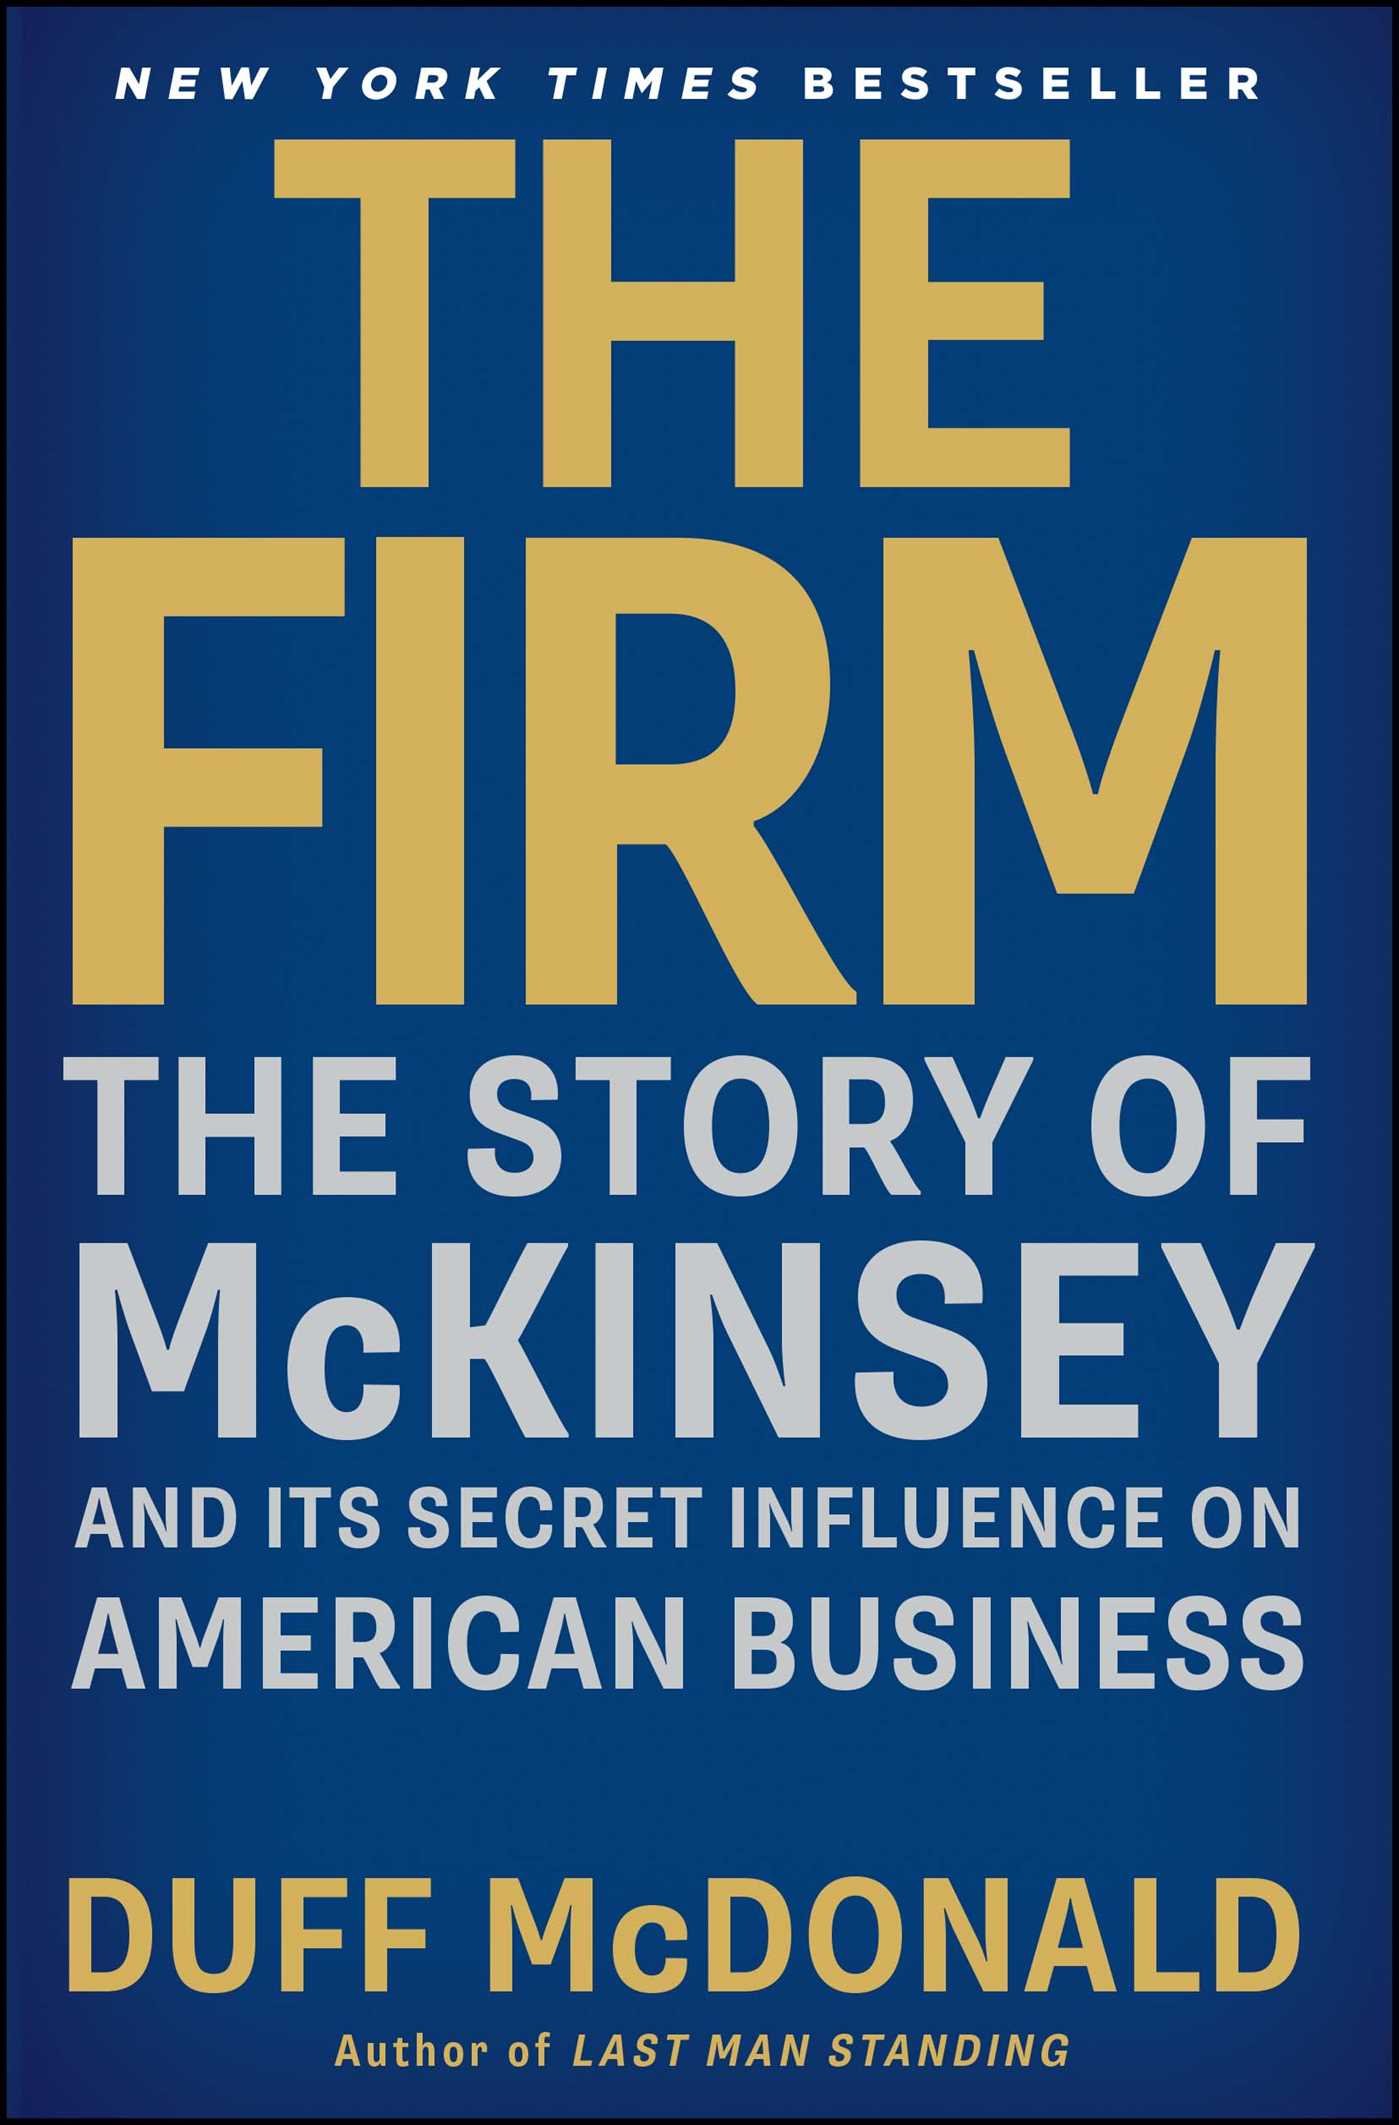 NEW YORK TIMES BESTSELLER
THE
FIRM
THE STORY OF
McKINSEY
AND ITS SECRET INFLUENCE ON
AMERICAN BUSINESS
DUFF McDONALD
Author of LAST MAN STANDING